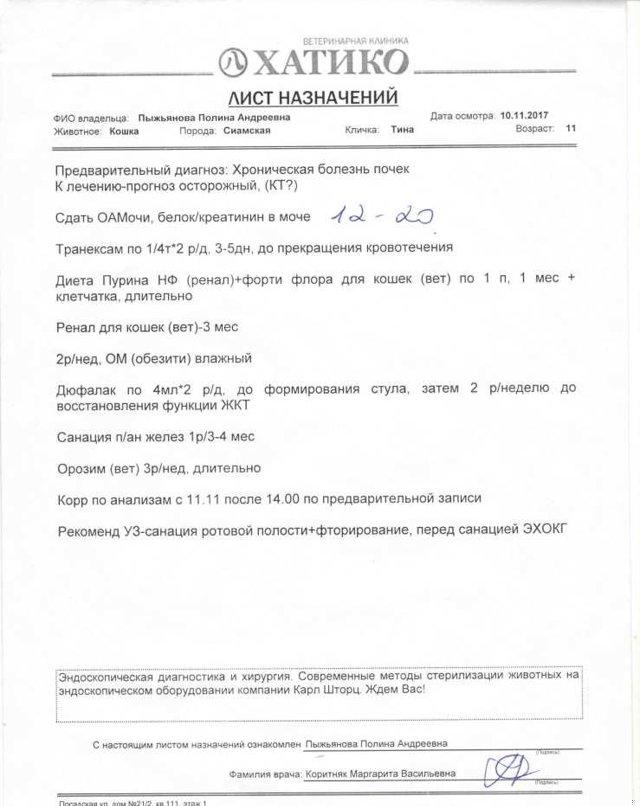 ВЕТЕРИНАРНАЯ КЛИНИКА
ХАТИКО
ЛИСТ НАЗНАЧЕНИЙ
ФИО владельца: Пыжьянова Полина Андреевна Дата осмотра: 10.11.2017
Животное: Кошка Порода: Сиамская Кличка: Тина Возраст: 11
Предварительный диагноз: Хроническая болезнь почек
К лечению-прогноз осторожный, (КТ?)
Сдать ОАМочи, белок/креатинин в моче 12-20
Транексам по 1/4т*2 р/д, 3-5дн, до прекращения кровотечения
Диета Пурина НФ (ренал)+форти флора для кошек (вет) по 1 п, 1 мес +
клетчатка, длительно
Ренал для кошек (вет)-3 мес
2р/нед, ОМ (обезити) влажный
Дюфалак по 4мл*2 р/д, до формирования стула, затем 2 р/неделю до
восстановления функции ЖКТ
Санация п/ан желез 1р/3-4 мес
Орозим (вет) 3р/нед, длительно
Корр по анализам с 11.11 после 14.00 по предварительной записи
Рекоменд УЗ-санация ротовой полости+фторирование, перед санацией ЭХОКГ
Эндоскопическая диагностика и хирургия. Современные методы стерилизации животных на
эндоскопическом оборудовании компании Карл Шторц. Ждем Вас!
С настоящим листом назначений ознакомлен Пыжьянова Полина Андреевна
(Подпись)
Фамилия врача: Коритняк Маргарита Васильевна
(Подпись)
Посадская ул, дом №21/2, кв.111, этаж 1